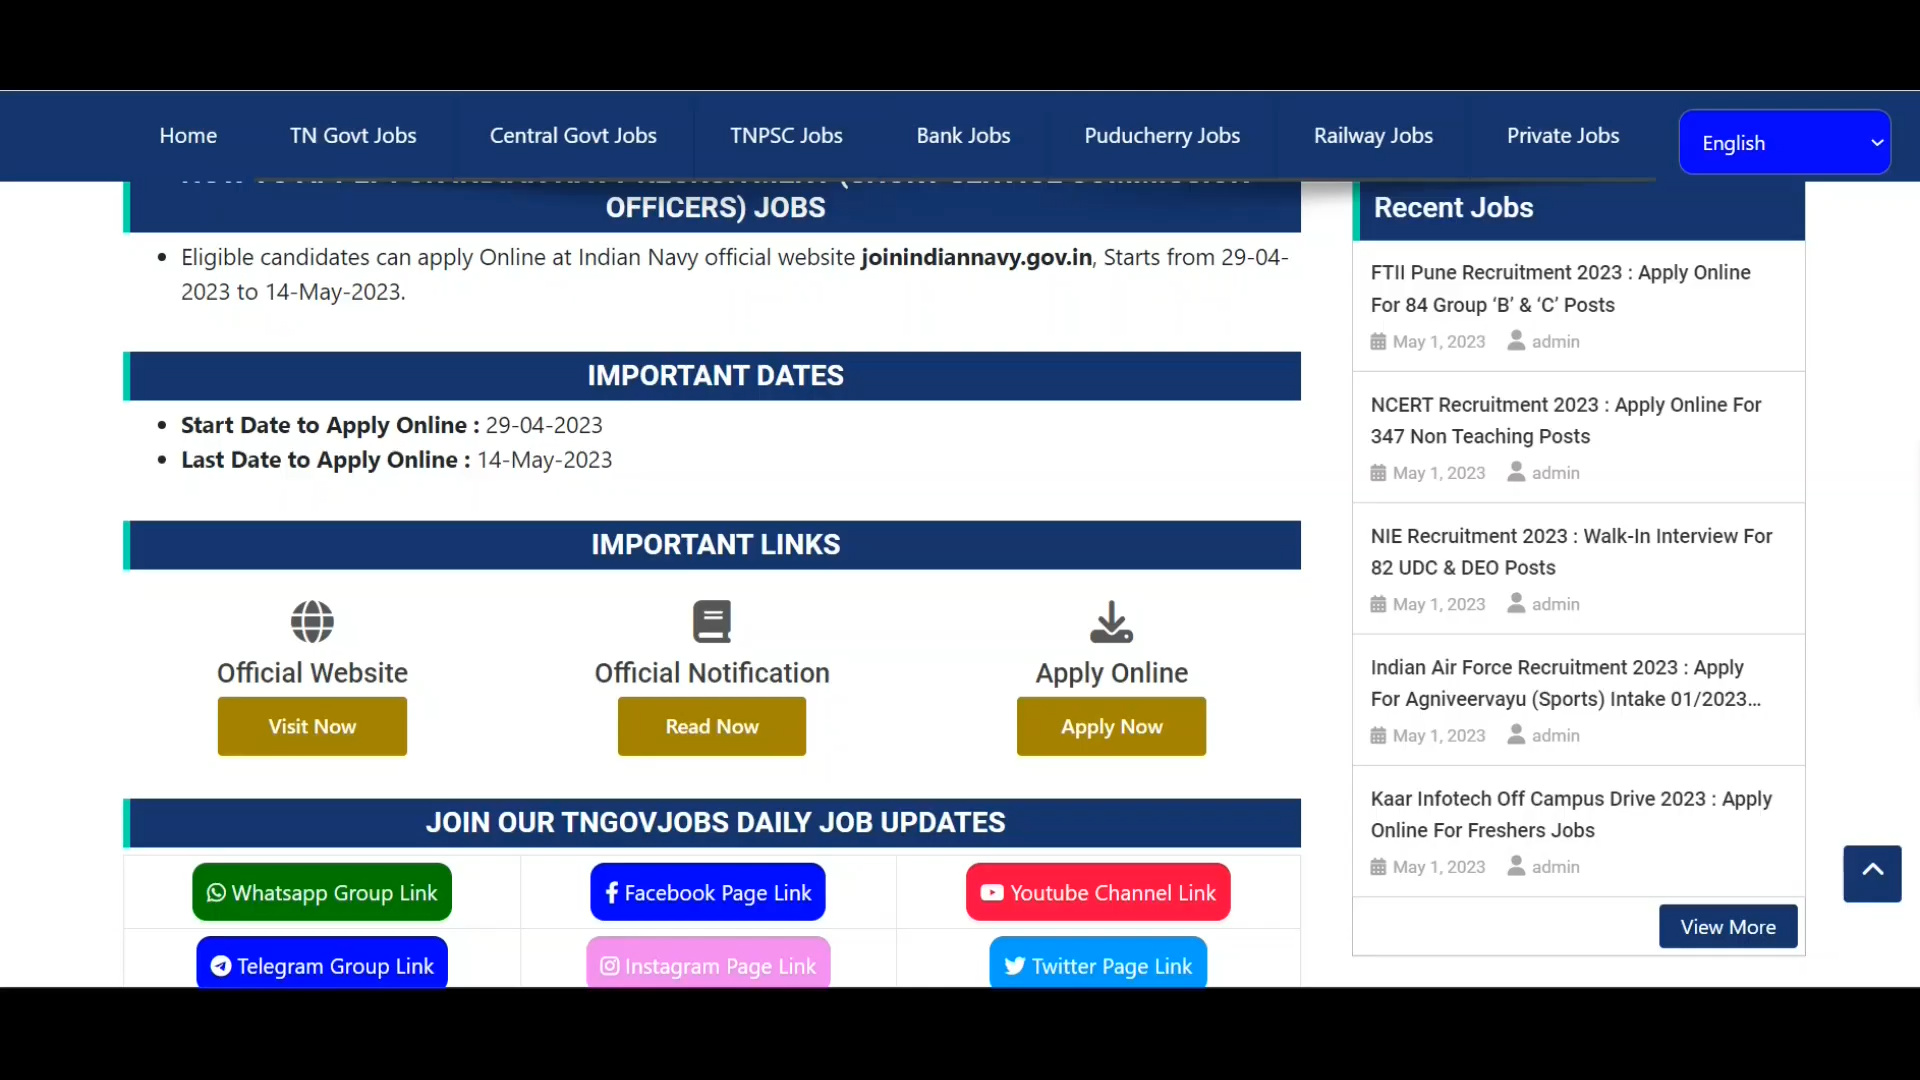 Home
TN Govt Jobs
Central Govt Jobs
TNPSC Jobs
Bank Jobs
Puducherry Jobs
Railway Jobs
Private Jobs
English
OFFICERS) JOBS
Eligible candidates can apply Online at Indian Navy official website joinindiannavy.gov.in, Starts from 29-04-
2023 to 14-May-2023.
IMPORTANT DATES
Start Date to Apply Online : 29-04-2023
Last Date to Apply Online : 14-May-2023
IMPORTANT LINKS
Official Website
Official Notification
Apply Online
Visit Now
Read Now
Apply Now
JOIN OUR TNGOVJOBS DAILY JOB UPDATES
Whatsapp Group Link
Facebook Page Link
Youtube Channel Link
Telegram Group Link
Instagram Page Link
Twitter Page Link
Recent Jobs
FTII Pune Recruitment 2023 : Apply Online
For 84 Group ‘B’ & ‘C’ Posts
May 1, 2023 admin
NCERT Recruitment 2023 : Apply Online For
347 Non Teaching Posts
May 1, 2023 admin
NIE Recruitment 2023 : Walk-In Interview For
82 UDC & DEO Posts
May 1, 2023 admin
Indian Air Force Recruitment 2023 : Apply
For Agniveervayu (Sports) Intake 01/2023...
May 1, 2023 admin
Kaar Infotech Off Campus Drive 2023 : Apply
Online For Freshers Jobs
May 1, 2023 admin
View More